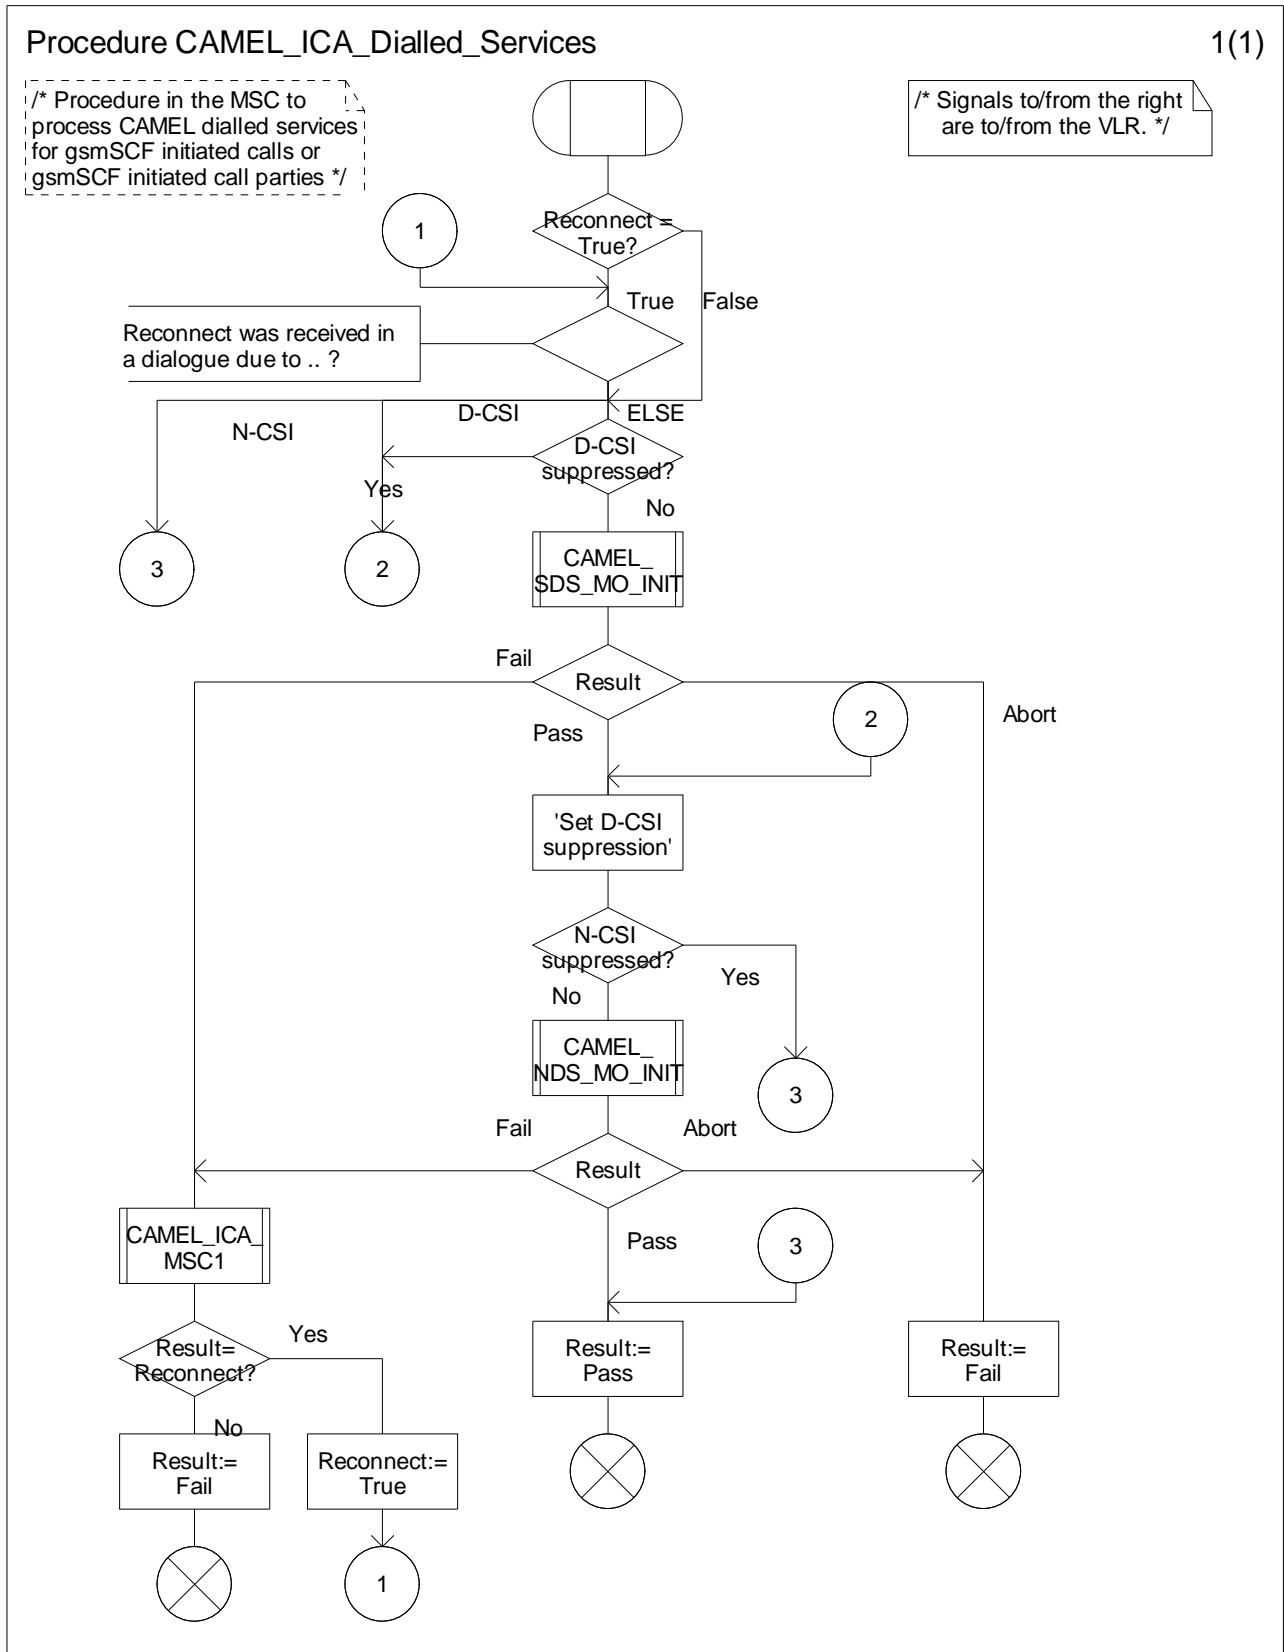 Procedure CAMEL_ICA_Dialled_Services
1(1)
/* Procedure in the MSC to
process CAMEL dialled services
for gsmSCF initiated calls or
gsmSCF initiated call parties */
/* Signals to/from the right
are to/from the VLR. */
1
Reconnect =
True?
True
False
Reconnect was received in
a dialogue due to .. ?
N-CSI
D-CSI
ELSE
D-CSI
suppressed?
Yes
No
3
2
CAMEL_
SDS_MO_INIT
Fail
Result
Abort
2
Pass
'Set D-CSI
suppression'
N-CSI
suppressed?
Yes
No
CAMEL_
NDS_MO_INIT
3
Fail
Abort
Result
Pass
3
CAMEL_ICA_
MSC1
Result=
Reconnect?
Yes
No
Result:=
Pass
Result:=
Fail
Result:=
Fail
Reconnect:=
True
1